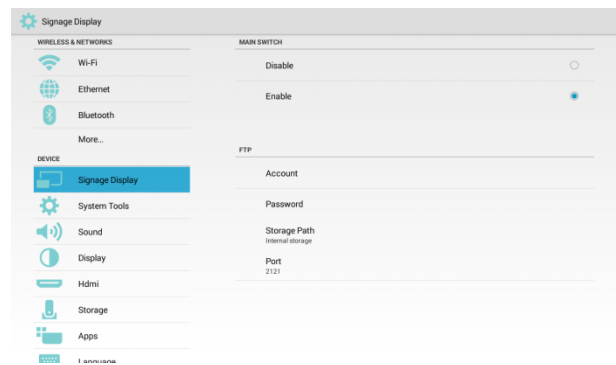 Signage Display
WIRELESS & NETWORKS
Wi-Fi
Ethernet
Bluetooth
More...
DEVICE
Signage Display
System Tools
Sound
Display
Hdmi
Storage
Apps
Language
MAIN SWITCH
Disable
Enable
FTP
Account
Password
Storage Path
Internal storage
Port
2121